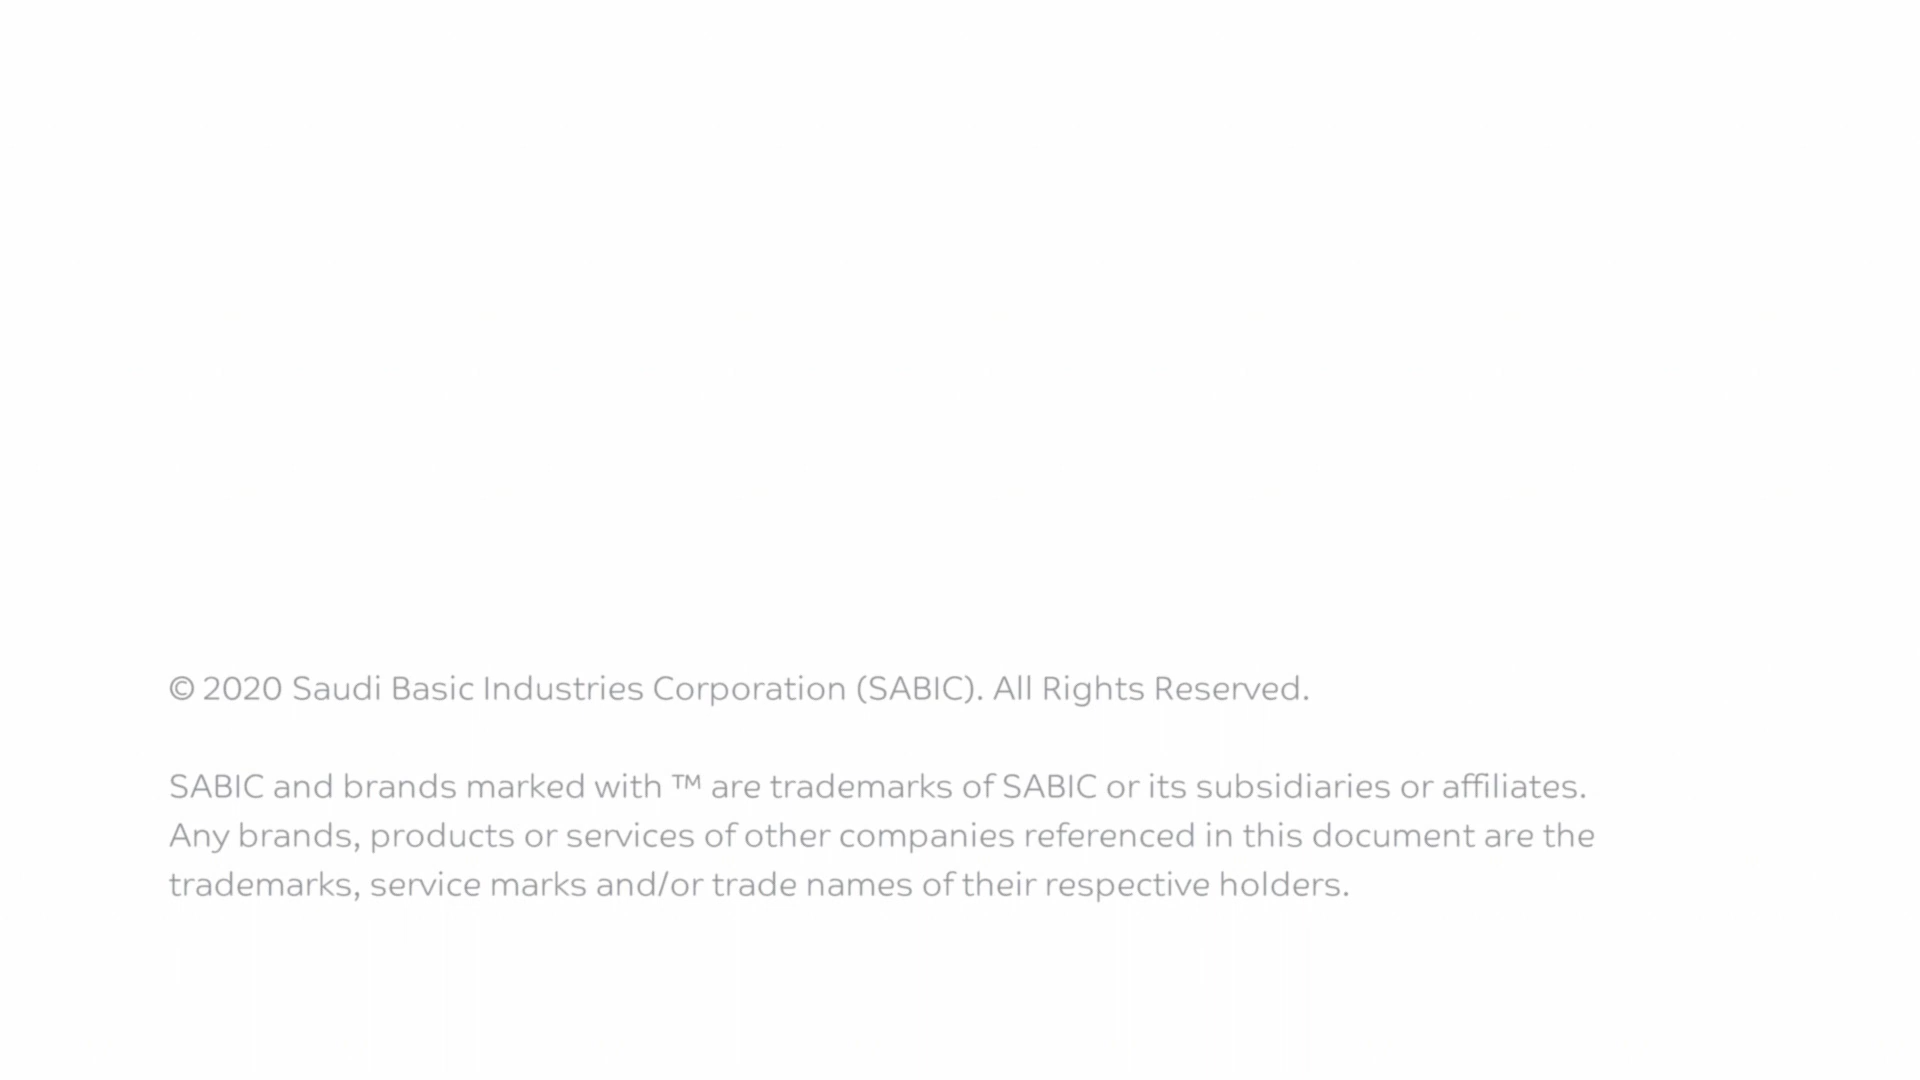 © 2020 Saudi Basic Industries Corporation (SABIC). All Rights Reserved.
SABIC and brands marked with ™ are trademarks of SABIC or its subsidiaries or affiliates.
Any brands, products or services of other companies referenced in this document are the
trademarks, service marks and/or trade names of their respective holders.